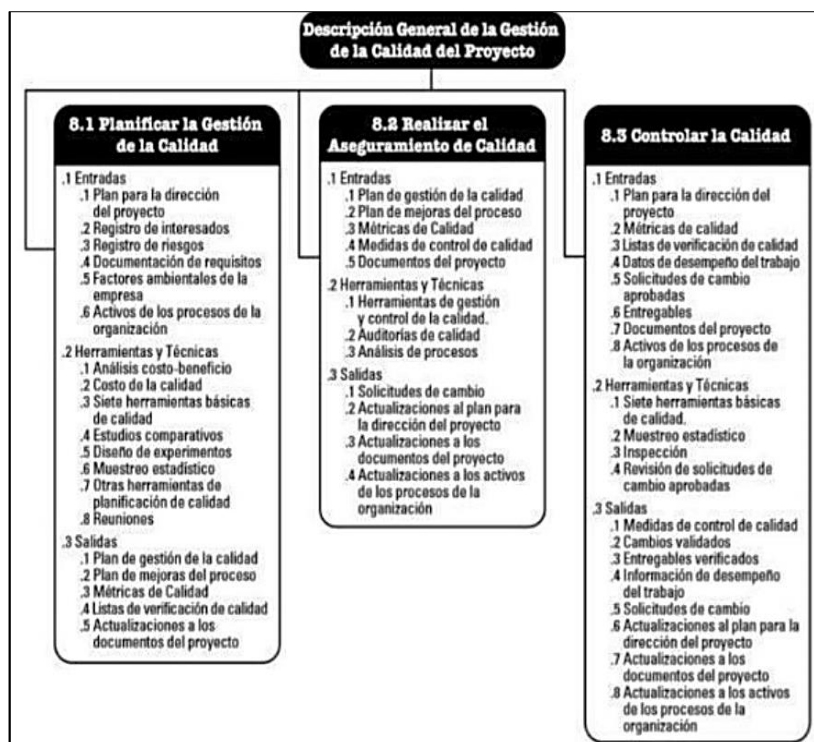 Descripción General de la Gestión
de la Calidad del Proyecto
8.1 Planificar la Gestión
de la Calidad
.1 Entradas
.1 Plan para la dirección
del proyecto
.2 Registro de interesados
.3 Registro de riesgos
.4 Documentación de requisitos
.5 Factores ambientales de la
empresa
.6 Activos de los procesos de la
organización
.2 Herramientas y Técnicas
.1 Análisis costo-beneficio
.2 Costo de la calidad
.3 Siete herramientas básicas
de calidad
.4 Estudios comparativos
.5 Diseño de experimentos
.6 Muestreo estadístico
.7 Otras herramientas de
planificación de calidad
.8 Reuniones
.3 Salidas
.1 Plan de gestión de la calidad
.2 Plan de mejoras del proceso
.3 Métricas de Calidad
.4 Listas de verificación de calidad
.5 Actualizaciones a los
documentos del proyecto
8.2 Realizar el
Aseguramiento de Calidad
.1 Entradas
.1 Plan de gestión de la calidad
.2 Plan de mejoras del proceso
.3 Métricas de Calidad
.4 Medidas de control de calidad
.5 Documentos del proyecto
.2 Herramientas y Técnicas
.1 Herramientas de gestión
y control de la calidad.
.2 Auditorías de calidad
.3 Análisis de procesos
.3 Salidas
.1 Solicitudes de cambio
.2 Actualizaciones al plan para
la dirección del proyecto
.3 Actualizaciones a los
documentos del proyecto
.4 Actualizaciones a los activos
de los procesos de la
organización
8.3 Controlar la Calidad
.1 Entradas
.1 Plan para la dirección del
proyecto
.2 Métricas de calidad
.3 Listas de verificación de calidad
.4 Datos de desempeño del trabajo
.5 Solicitudes de cambio
aprobadas
.6 Entregables
.7 Documentos del proyecto
.8 Activos de los procesos de
la organización
.2 Herramientas y Técnicas
.1 Siete herramientas básicas
de calidad.
.2 Muestreo estadístico
.3 Inspección
.4 Revisión de solicitudes de
cambio aprobadas
.3 Salidas
.1 Medidas de control de calidad
.2 Cambios validados
.3 Entregables verificados
.4 Información de desempeño
del trabajo
.5 Solicitudes de cambio
.6 Actualizaciones al plan para la
dirección del proyecto
.7 Actualizaciones a los
documentos del proyecto
.8 Actualizaciones a los activos
de los procesos de la
organización